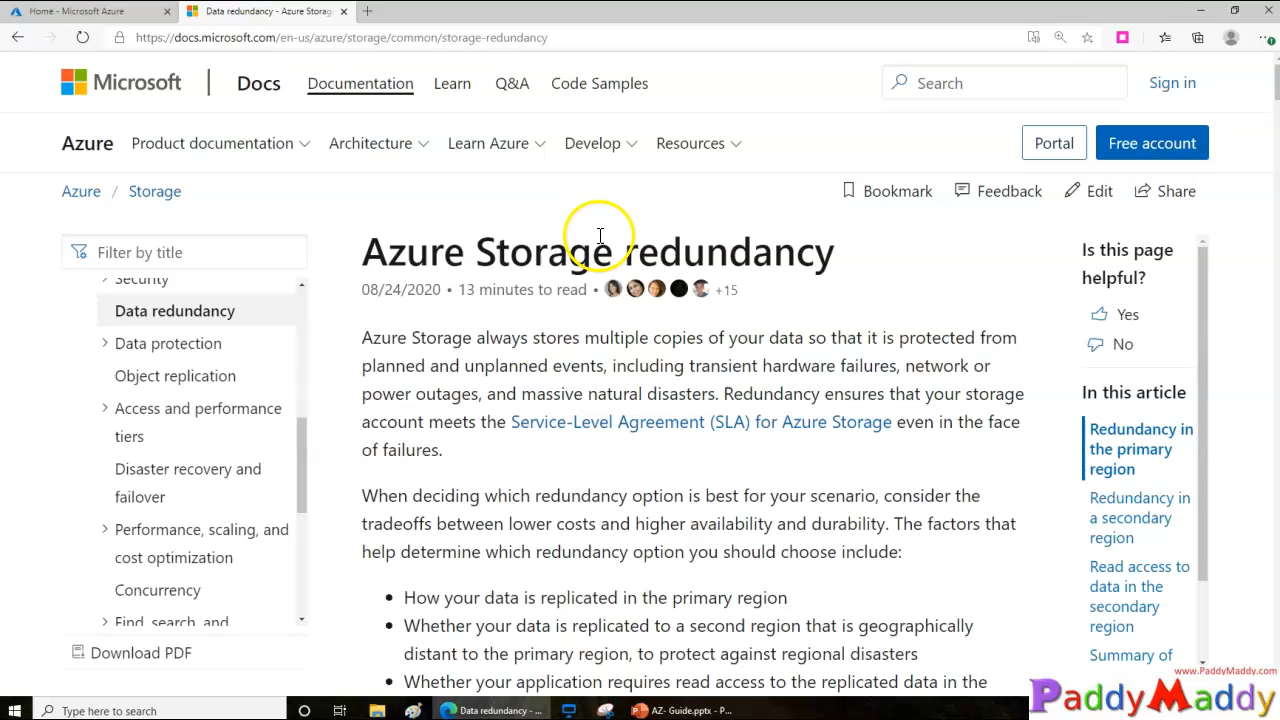 Home - Microsoft Azure
Data redundancy - Azure Storag
https://docs.microsoft.com/en-us/azure/storage/common/storage-redundancy
Microsoft
Docs
Documentation
Learn
Q&A
Code Samples
Search
Sign in
Azure
Product documentation
Architecture
Learn Azure
Develop
Resources
Portal
Free account
Azure / Storage
Bookmark
Feedback
Edit
Share
Filter by title
Security
Data redundancy
Data protection
Object replication
Access and performance
tiers
Disaster recovery and
failover
Performance, scaling, and
cost optimization
Concurrency
Find, search, and
Download PDF
Azure Storage redundancy
08/24/2020 • 13 minutes to read •
+15
Azure Storage always stores multiple copies of your data so that it is protected from
planned and unplanned events, including transient hardware failures, network or
power outages, and massive natural disasters. Redundancy ensures that your storage
account meets the Service-Level Agreement (SLA) for Azure Storage even in the face
of failures.
When deciding which redundancy option is best for your scenario, consider the
tradeoffs between lower costs and higher availability and durability. The factors that
help determine which redundancy option you should choose include:
• How your data is replicated in the primary region
• Whether your data is replicated to a second region that is geographically
distant to the primary region, to protect against regional disasters
• Whether your application requires read access to the replicated data in the
Is this page
helpful?
Yes
No
In this article
Redundancy in
the primary
region
Redundancy in
a secondary
region
Read access to
data in the
secondary
region
Summary of
www.PaddyMaddy.com
PaddyMaddy
Type here to search
Data redundancy - ...
AZ- Guide.pptx - P...